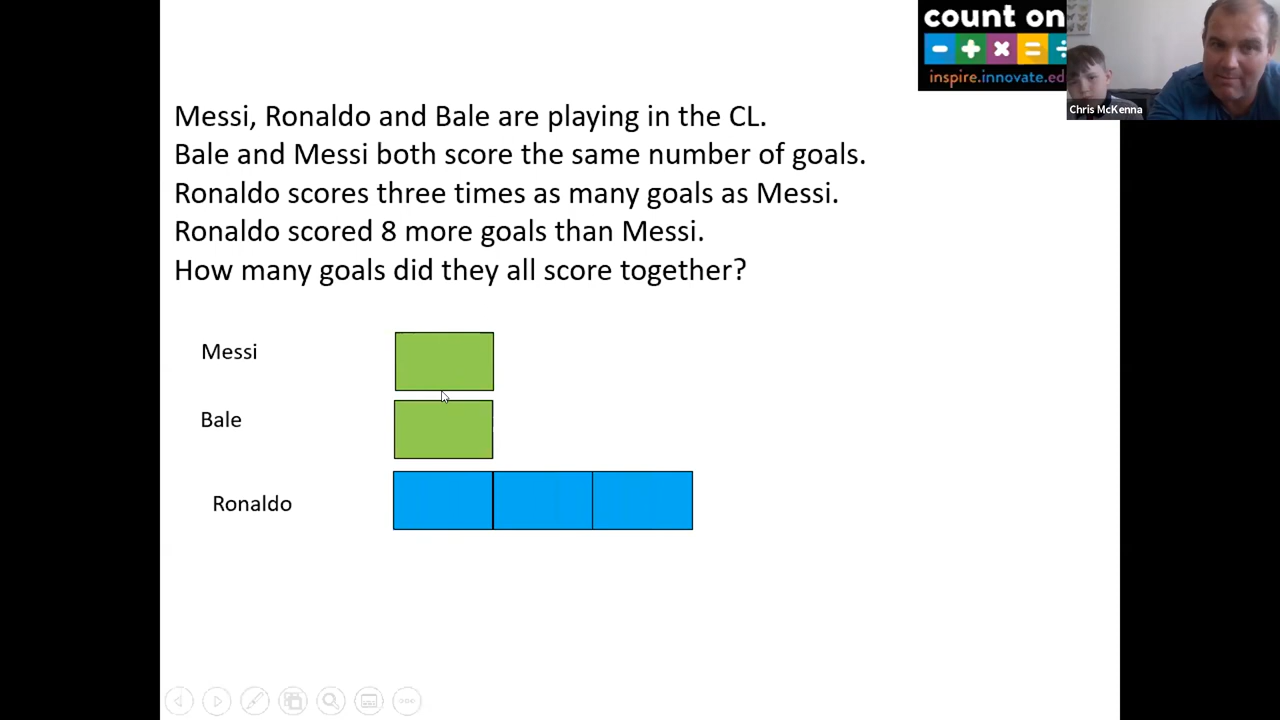 count on
- + × = ÷
inspire.innovate.ed
Chris McKenna
Messi, Ronaldo and Bale are playing in the CL.
Bale and Messi both score the same number of goals.
Ronaldo scores three times as many goals as Messi.
Ronaldo scored 8 more goals than Messi.
How many goals did they all score together?
Messi
Bale
Ronaldo